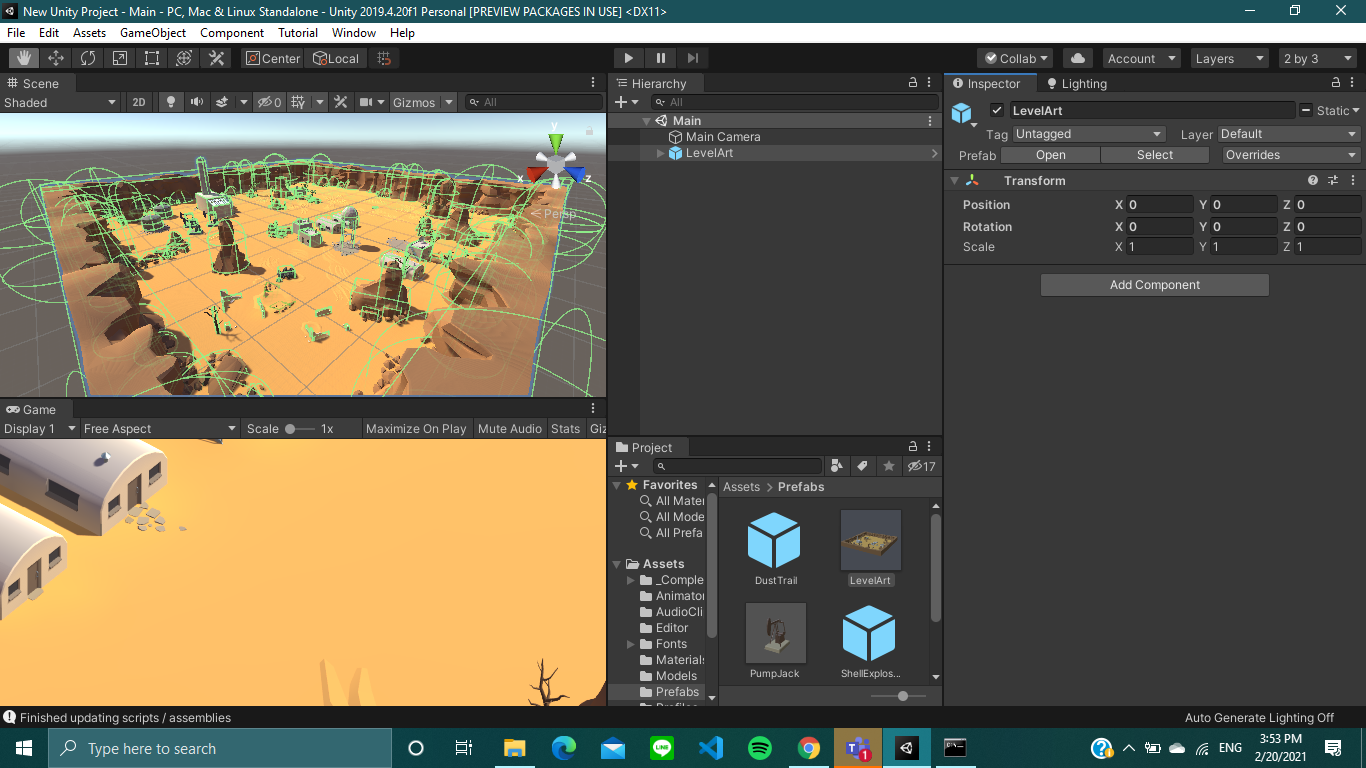 New Unity Project - Main - PC, Mac & Linux Standalone - Unity 2019.4.20f1 Personal [PREVIEW PACKAGES IN USE] <DX11>
File Edit Assets GameObject Component Tutorial Window Help
Center Local Collab Account Layers 2 by 3
Scene
Shaded 2D 0 Gizmos All
y
x z
Persp
Game
Display 1 Free Aspect Scale 1x Maximize On Play Mute Audio Stats Giz
Hierarchy
All
Main
Main Camera
LevelArt
Project
17
Favorites
All Mater
All Mode
All Prefa
Assets
_Comple
Animator
AudioCli
Editor
Fonts
Materials
Models
Prefabs
Assets > Prefabs
DustTrail LevelArt
PumpJack ShellExplos...
Inspector Lighting
LevelArt Static
Tag Untagged Layer Default
Prefab Open Select Overrides
Transform
Position X 0 Y 0 Z 0
Rotation X 0 Y 0 Z 0
Scale X 1 Y 1 Z 1
Add Component
Finished updating scripts / assemblies Auto Generate Lighting Off
Type here to search
LINE
1
ENG
3:53 PM
2/20/2021